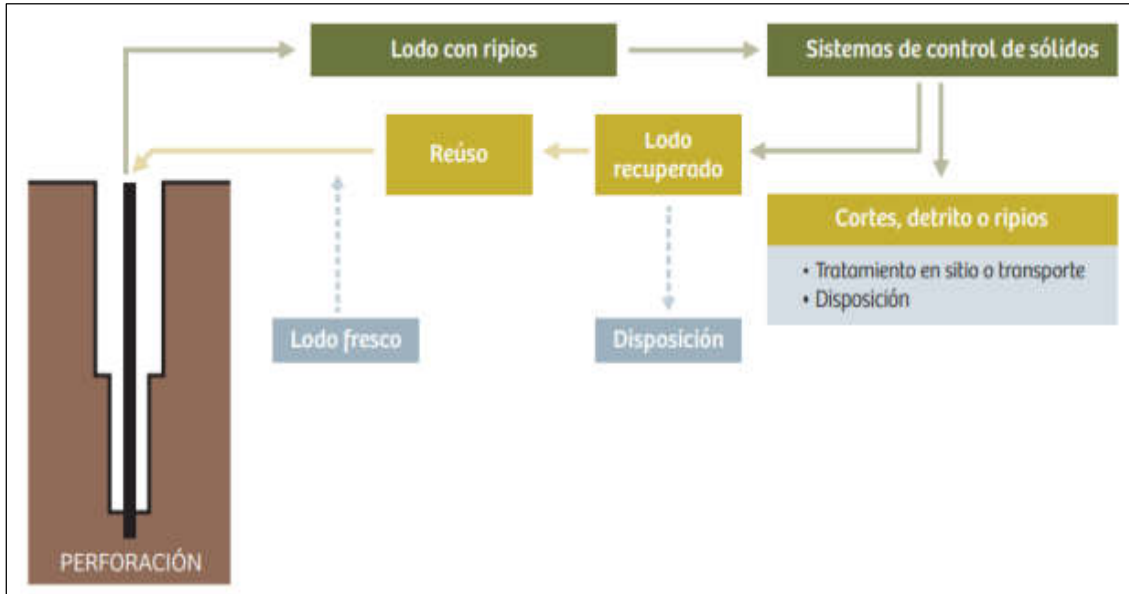 Lodo con ripios
Sistemas de control de sólidos
Reúso
Lodo
recuperado
Cortes, detrito o ripios
• Tratamiento en sitio o transporte
• Disposición
Lodo fresco
Disposición
PERFORACIÓN